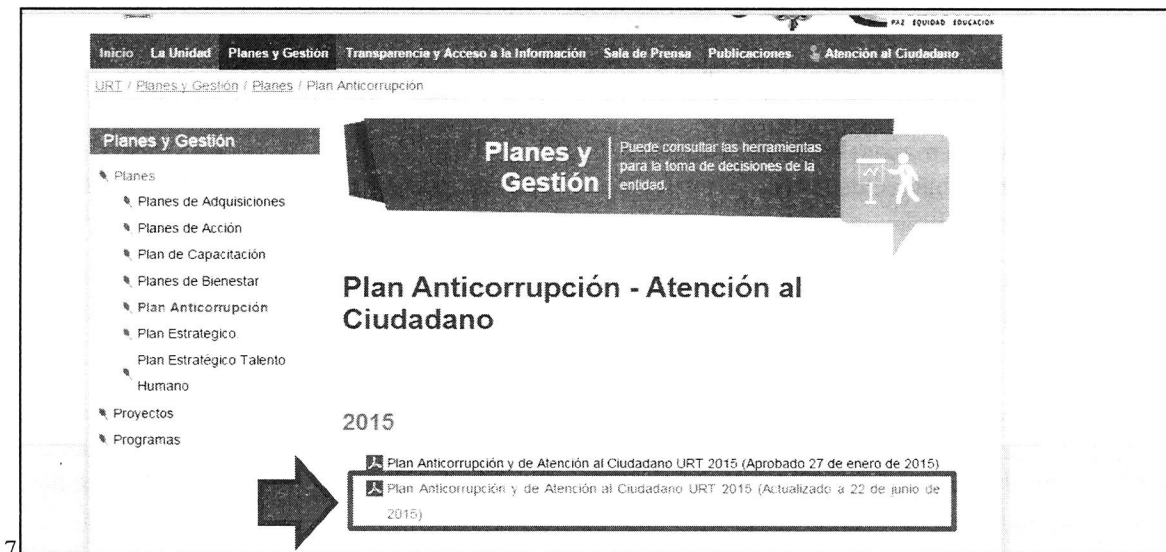 PAZ EQUIDAD EDUCACIÓN
Inicio La Unidad Planes y Gestión Transparencia y Acceso a la Información Sala de Prensa Publicaciones Atención al Ciudadano
URT / Planes y Gestión / Planes / Plan Anticorrupción
Planes y Gestión
Planes
Planes de Adquisiciones
Planes de Acción
Plan de Capacitación
Planes de Bienestar
Plan Anticorrupción
Plan Estrategico
Plan Estratégico Talento
Humano
Proyectos
Programas
Planes y
Gestión
Puede consultar las herramientas
para la toma de decisiones de la
entidad.
Plan Anticorrupción - Atención al
Ciudadano
2015
Plan Anticorrupción y de Atención al Ciudadano URT 2015 (Aprobado 27 de enero de 2015)
Plan Anticorrupción y de Atención al Ciudadano URT 2015 (Actualizado a 22 de junio de
2015)
7